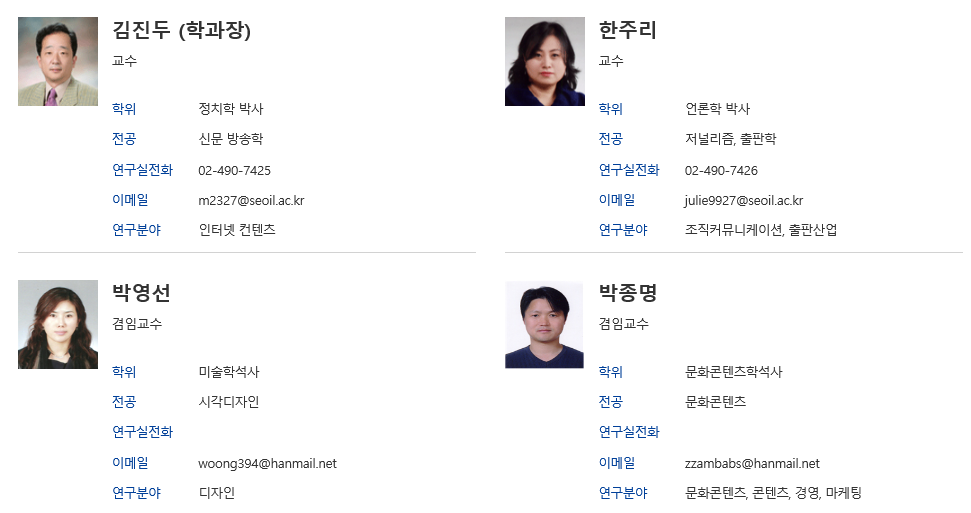 김진두 (학과장)
교수
학위 정치학 박사
전공 신문 방송학
연구실전화 02-490-7425
이메일 m2327@seoil.ac.kr
연구분야 인터넷 컨텐츠
한주리
교수
학위 언론학 박사
전공 저널리즘, 출판학
연구실전화 02-490-7426
이메일 julie9927@seoil.ac.kr
연구분야 조직커뮤니케이션, 출판산업
박영선
겸임교수
학위 미술학석사
전공 시각디자인
연구실전화
이메일 woong394@hanmail.net
연구분야 디자인
박종명
겸임교수
학위 문화콘텐츠학석사
전공 문화콘텐츠
연구실전화
이메일 zzambabs@hanmail.net
연구분야 문화콘텐츠, 콘텐츠, 경영, 마케팅